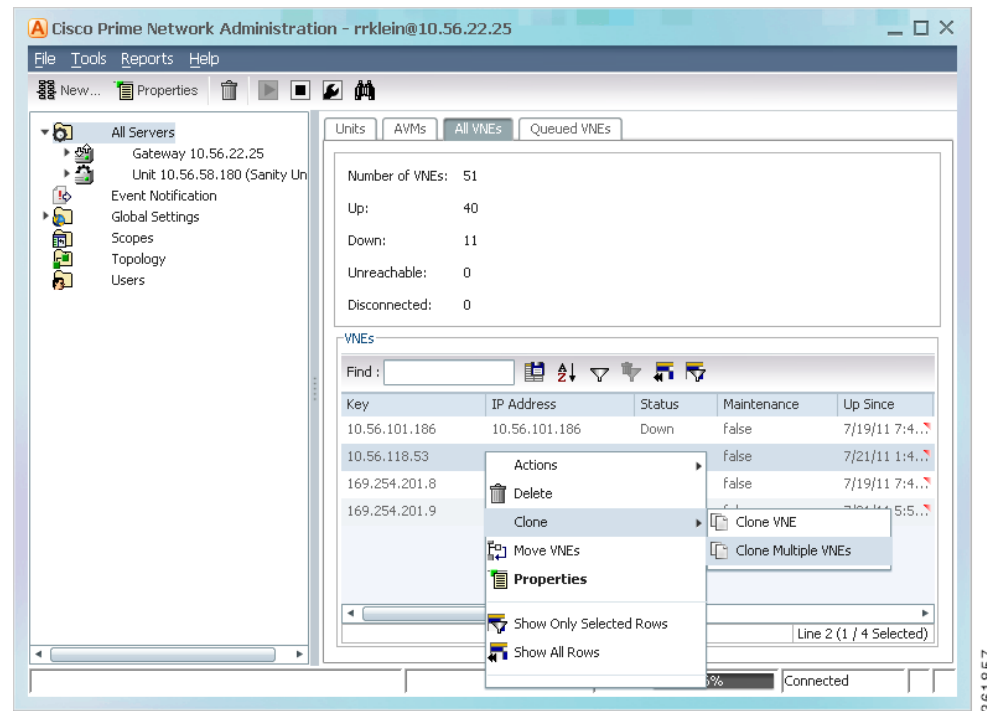 Cisco Prime Network Administration - rrklein@10.56.22.25
File Tools Reports Help
New... Properties
All Servers
Gateway 10.56.22.25
Unit 10.56.58.180 (Sanity Un
Event Notification
Global Settings
Scopes
Topology
Users
Units AVMs All VNEs Queued VNEs
Number of VNEs: 51
Up: 40
Down: 11
Unreachable: 0
Disconnected: 0
VNEs
Find :
Key IP Address Status Maintenance Up Since
10.56.101.186 10.56.101.186 Down false 7/19/11 7:4...
10.56.118.53 false 7/21/11 1:4...
169.254.201.8 false 7/19/11 7:4...
169.254.201.9 5:5...
Actions
Delete
Clone
Move VNEs
Properties
Show Only Selected Rows
Show All Rows
Clone VNE
Clone Multiple VNEs
Line 2 (1 / 4 Selected)
Connected
361857